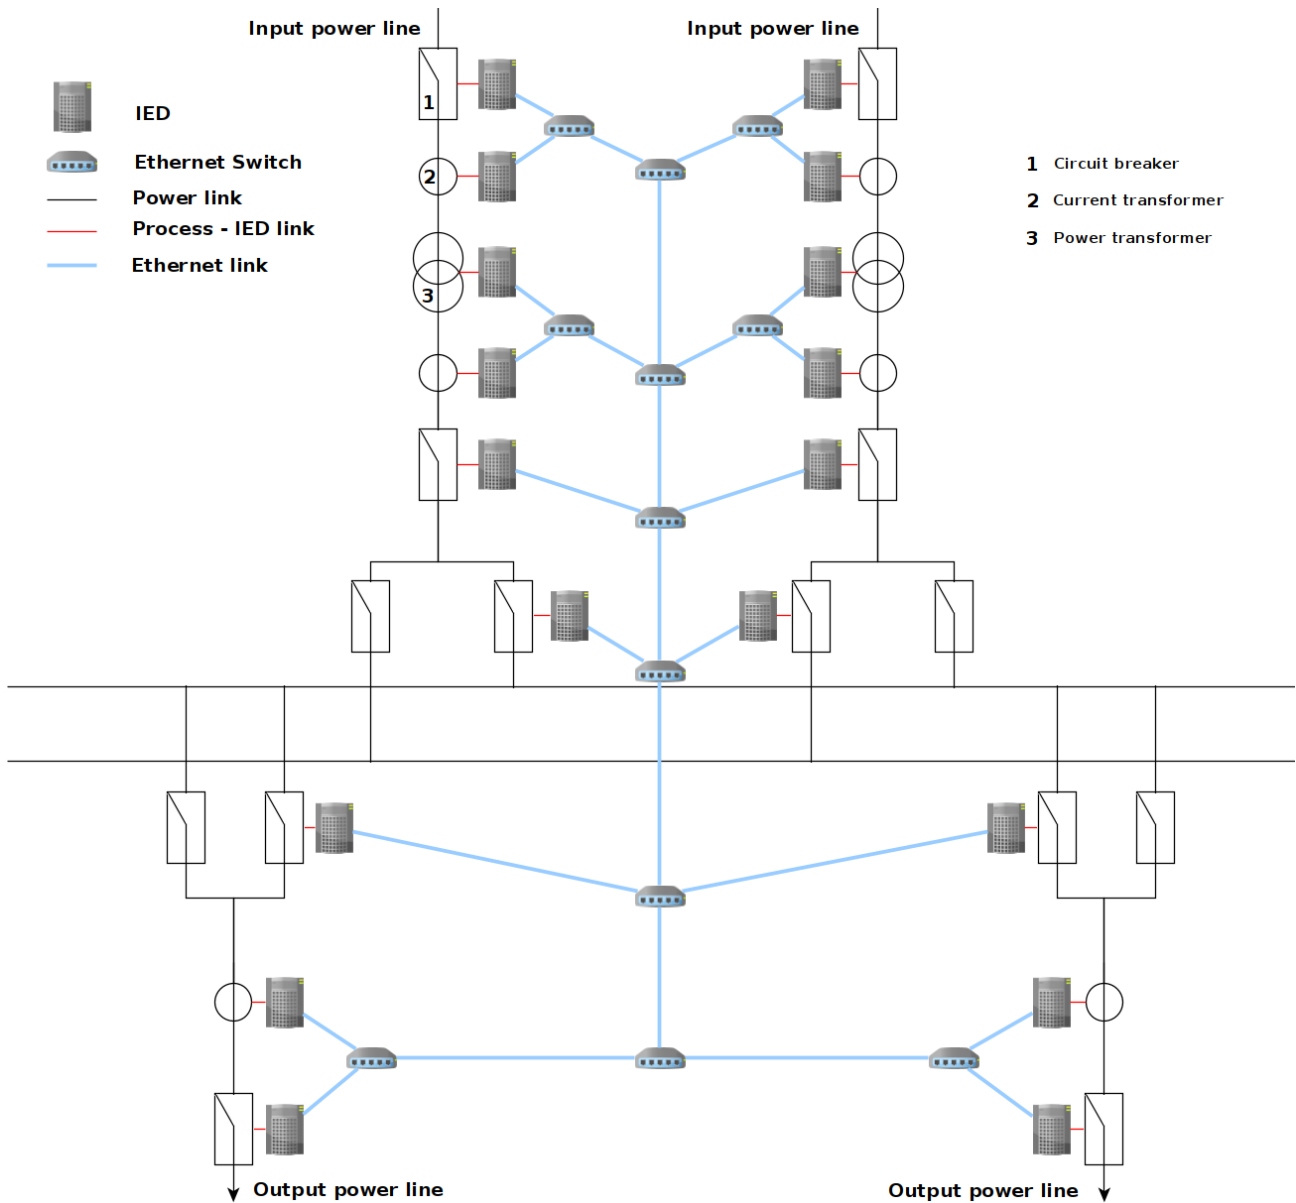 Input power line
Input power line
1
IED
Ethernet Switch
Power link
Process - IED link
Ethernet link
2
3
1 Circuit breaker
2 Current transformer
3 Power transformer
Output power line
Output power line